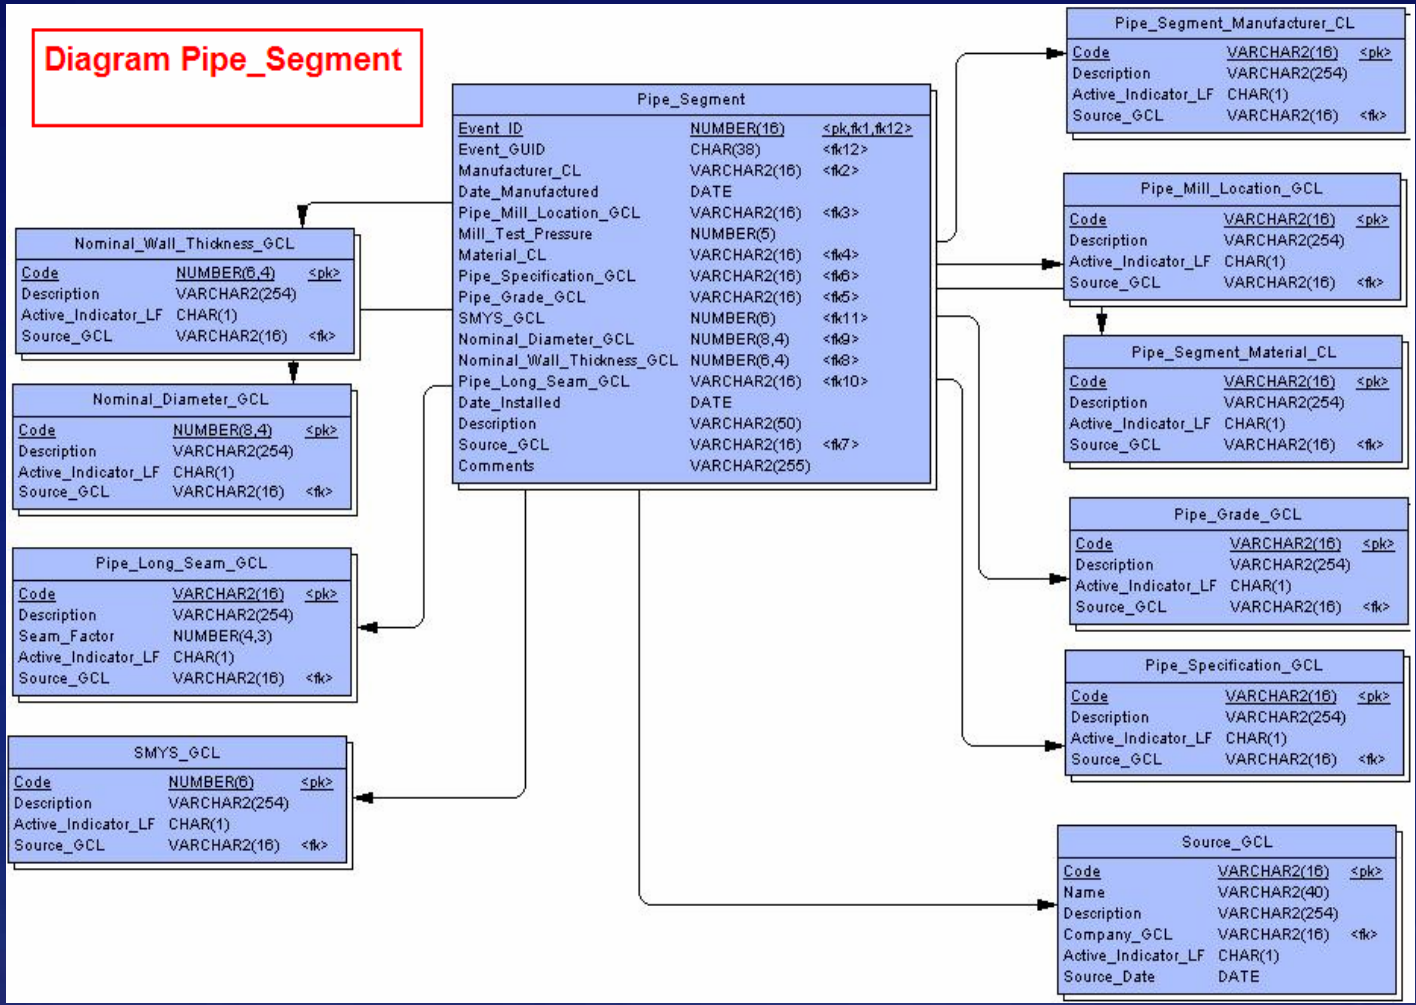 Diagram Pipe_Segment
Pipe_Segment
Event_ID NUMBER(16) <pk,fk1,fk12>
Event_GUID CHAR(38) <fk12>
Manufacturer_CL VARCHAR2(16) <fk2>
Date_Manufactured DATE
Pipe_Mill_Location_GCL VARCHAR2(16) <fk3>
Mill_Test_Pressure NUMBER(5)
Material_CL VARCHAR2(16) <fk4>
Pipe_Specification_GCL VARCHAR2(16) <fk6>
Pipe_Grade_GCL VARCHAR2(16) <fk5>
SMYS_GCL NUMBER(6) <fk11>
Nominal_Diameter_GCL NUMBER(8,4) <fk9>
Nominal_Wall_Thickness_GCL NUMBER(6,4) <fk8>
Pipe_Long_Seam_GCL VARCHAR2(16) <fk10>
Date_Installed DATE
Description VARCHAR2(50)
Source_GCL VARCHAR2(16) <fk7>
Comments VARCHAR2(255)
Nominal_Wall_Thickness_GCL
Code NUMBER(6,4) <pk>
Description VARCHAR2(254)
Active_Indicator_LF CHAR(1)
Source_GCL VARCHAR2(16) <fk>
Nominal_Diameter_GCL
Code NUMBER(8,4) <pk>
Description VARCHAR2(254)
Active_Indicator_LF CHAR(1)
Source_GCL VARCHAR2(16) <fk>
Pipe_Long_Seam_GCL
Code VARCHAR2(16) <pk>
Description VARCHAR2(254)
Seam_Factor NUMBER(4,3)
Active_Indicator_LF CHAR(1)
Source_GCL VARCHAR2(16) <fk>
SMYS_GCL
Code NUMBER(6) <pk>
Description VARCHAR2(254)
Active_Indicator_LF CHAR(1)
Source_GCL VARCHAR2(16) <fk>
Pipe_Segment_Manufacturer_CL
Code VARCHAR2(16) <pk>
Description VARCHAR2(254)
Active_Indicator_LF CHAR(1)
Source_GCL VARCHAR2(16) <fk>
Pipe_Mill_Location_GCL
Code VARCHAR2(16) <pk>
Description VARCHAR2(254)
Active_Indicator_LF CHAR(1)
Source_GCL VARCHAR2(16) <fk>
Pipe_Segment_Material_CL
Code VARCHAR2(16) <pk>
Description VARCHAR2(254)
Active_Indicator_LF CHAR(1)
Source_GCL VARCHAR2(16) <fk>
Pipe_Grade_GCL
Code VARCHAR2(16) <pk>
Description VARCHAR2(254)
Active_Indicator_LF CHAR(1)
Source_GCL VARCHAR2(16) <fk>
Pipe_Specification_GCL
Code VARCHAR2(16) <pk>
Description VARCHAR2(254)
Active_Indicator_LF CHAR(1)
Source_GCL VARCHAR2(16) <fk>
Source_GCL
Code VARCHAR2(16) <pk>
Name VARCHAR2(40)
Description VARCHAR2(254)
Company_GCL VARCHAR2(16) <fk>
Active_Indicator_LF CHAR(1)
Source_Date DATE